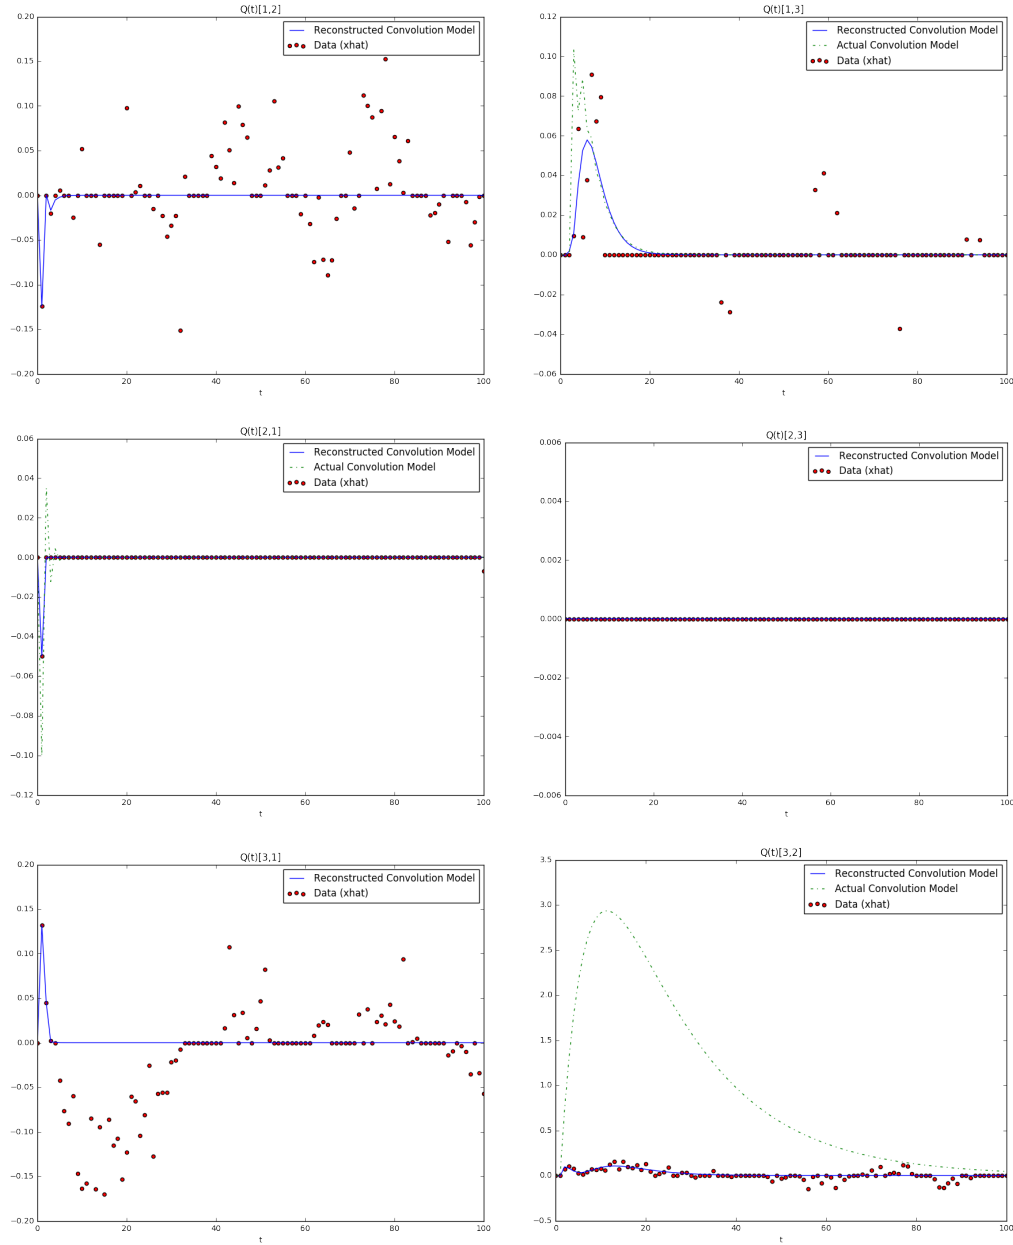 Q(t)[1,2]
0.20
0.15
0.10
0.05
0.00
−0.05
−0.10
−0.15
−0.20
0 20 40 60 80 100
t
Reconstructed Convolution Model
Data (xhat)
Q(t)[1,3]
0.12
0.10
0.08
0.06
0.04
0.02
0.00
−0.02
−0.04
−0.06
0 20 40 60 80 100
t
Reconstructed Convolution Model
Actual Convolution Model
Data (xhat)
Q(t)[2,1]
0.06
0.04
0.02
0.00
−0.02
−0.04
−0.06
−0.08
−0.10
−0.12
0 20 40 60 80 100
t
Reconstructed Convolution Model
Actual Convolution Model
Data (xhat)
Q(t)[2,3]
0.006
0.004
0.002
0.000
−0.002
−0.004
−0.006
0 20 40 60 80 100
t
Reconstructed Convolution Model
Data (xhat)
Q(t)[3,1]
0.20
0.15
0.10
0.05
0.00
−0.05
−0.10
−0.15
−0.20
0 20 40 60 80 100
t
Reconstructed Convolution Model
Data (xhat)
Q(t)[3,2]
3.5
3.0
2.5
2.0
1.5
1.0
0.5
0.0
−0.5
0 20 40 60 80 100
t
Reconstructed Convolution Model
Actual Convolution Model
Data (xhat)